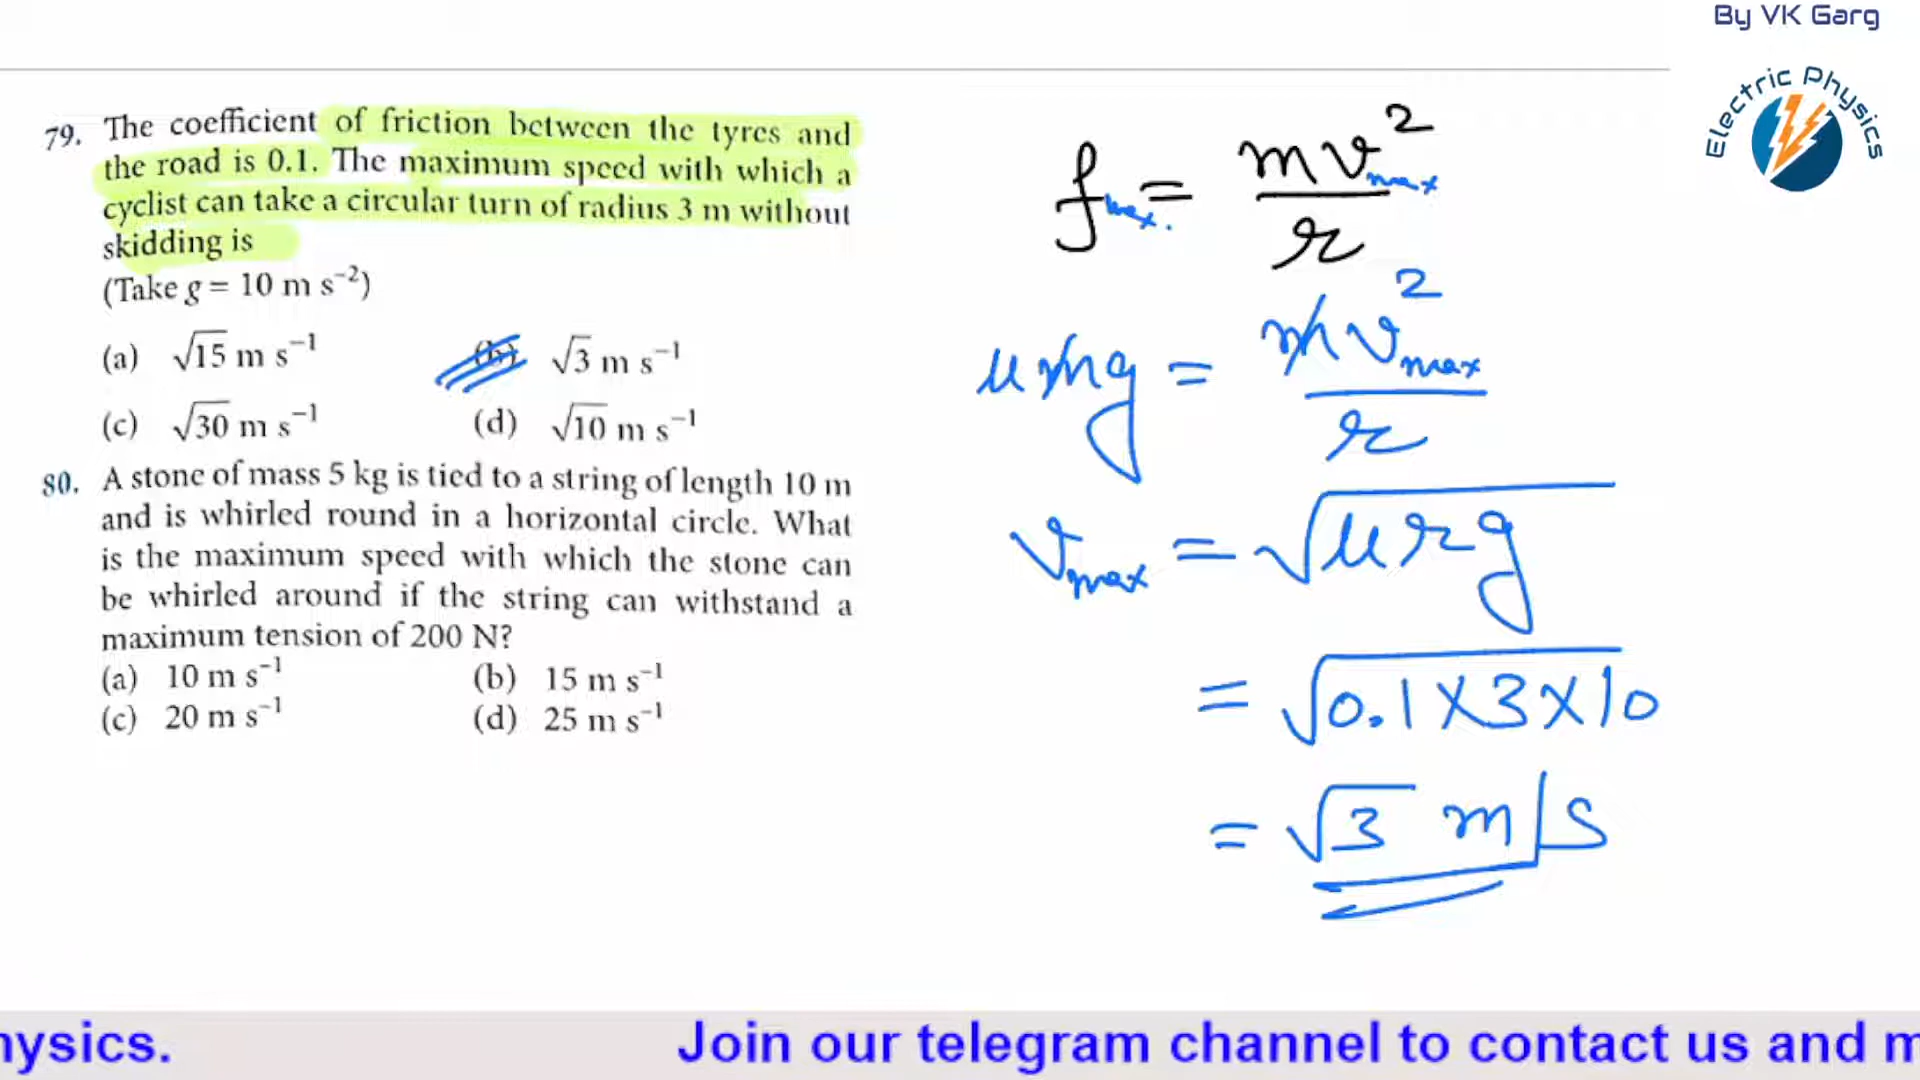 By VK Garg
Electric Physics
79. The coefficient of friction between the tyres and
the road is 0.1. The maximum speed with which a
cyclist can take a circular turn of radius 3 m without
skidding is
(Take g = 10 m s⁻²)
(a) √15 m s⁻¹ (b) √3 m s⁻¹
(c) √30 m s⁻¹ (d) √10 m s⁻¹
80. A stone of mass 5 kg is tied to a string of length 10 m
and is whirled round in a horizontal circle. What
is the maximum speed with which the stone can
be whirled around if the string can withstand a
maximum tension of 200 N?
(a) 10 m s⁻¹ (b) 15 m s⁻¹
(c) 20 m s⁻¹ (d) 25 m s⁻¹
f max. = mv²max / r
μmg = mv²max / r
vmax = √μrg
= √0.1×3×10
= √3 m/s
hysics. Join our telegram channel to contact us and m